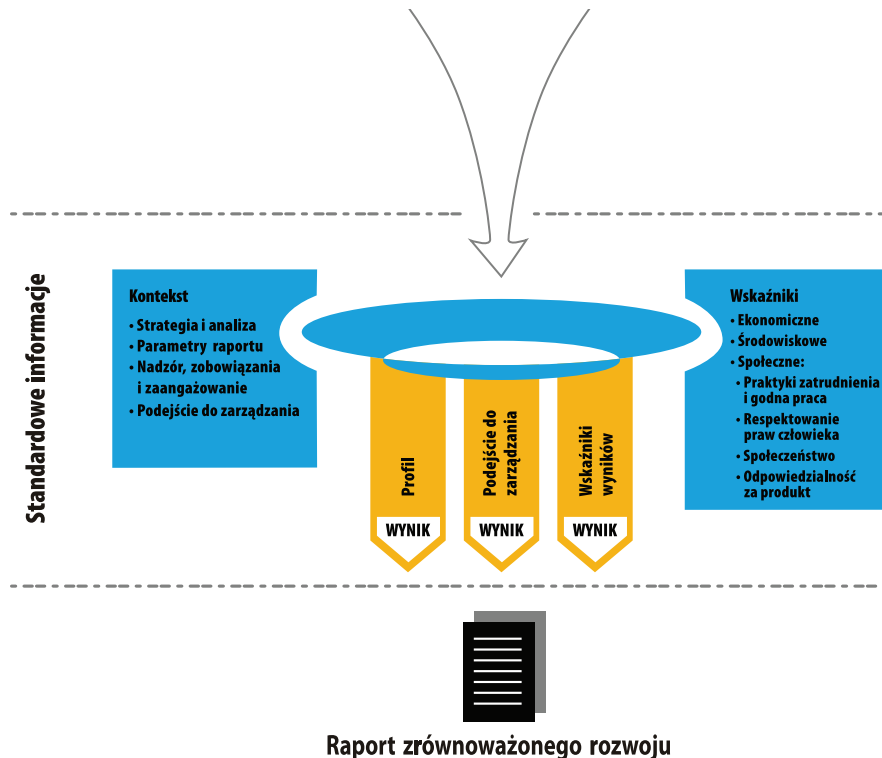 Standardowe informacje
Kontekst
• Strategia i analiza
• Parametry raportu
• Nadzór, zobowiązania
i zaangażowanie
• Podejście do zarządzania
Profil
Podejście do
zarządzania
Wskaźniki
wyników
WYNIK
WYNIK
WYNIK
Wskaźniki
• Ekonomiczne
• Środowiskowe
• Społeczne:
• Praktyki zatrudnienia
i godna praca
• Respektowanie
praw człowieka
• Społeczeństwo
• Odpowiedzialność
za produkt
Raport zrównoważonego rozwoju